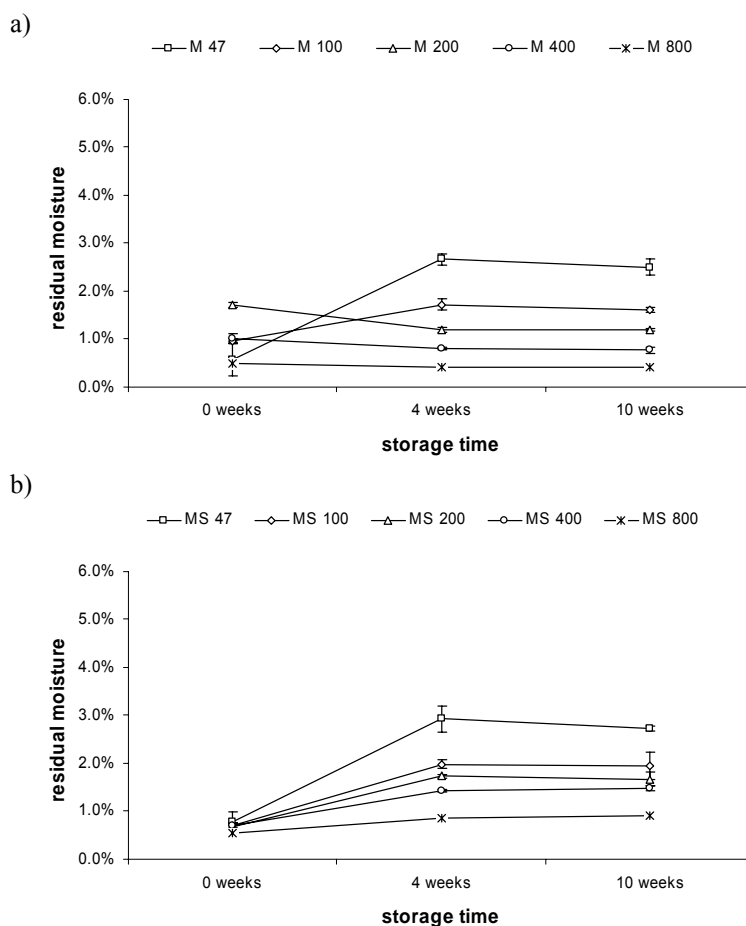 a)
M 47 M 100 M 200 M 400 M 800
6.0%
5.0%
4.0%
3.0%
2.0%
1.0%
0.0%
residual moisture
0 weeks 4 weeks 10 weeks
storage time
b)
MS 47 MS 100 MS 200 MS 400 MS 800
6.0%
5.0%
4.0%
3.0%
2.0%
1.0%
0.0%
residual moisture
0 weeks 4 weeks 10 weeks
storage time